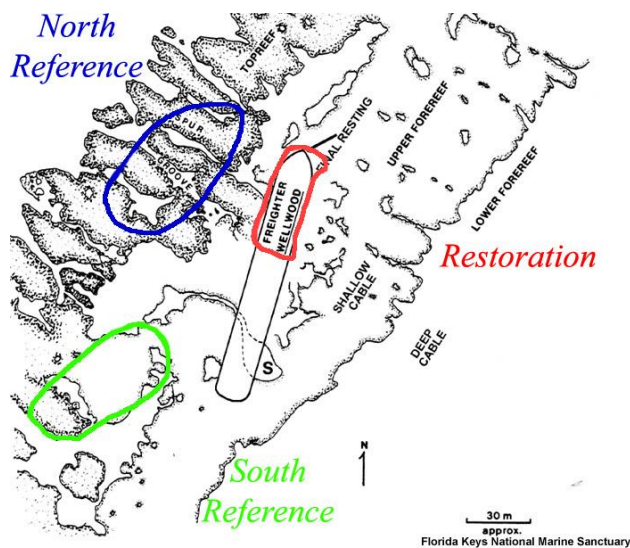 North
Reference
TOPREEF
SPUR
GROOVE
FINAL RESTING
UPPER FOREREEF
LOWER FOREREEF
FREIGHTER
WELLWOOD
Restoration
SHALLOW
CABLE
DEEP
CABLE
S
South
Reference
N
30 m
approx.
Florida Keys National Marine Sanctuary